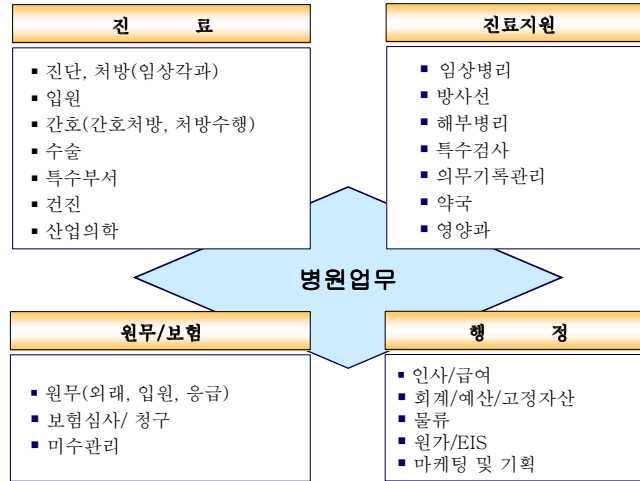 진 료
■ 진단, 처방(임상각과)
■ 입원
■ 간호(간호처방, 처방수행)
■ 수술
■ 특수부서
■ 건진
■ 산업의학
진료지원
■ 임상병리
■ 방사선
■ 해부병리
■ 특수검사
■ 의무기록관리
■ 약국
■ 영양과
병원업무
원무/보험
■ 원무(외래, 입원, 응급)
■ 보험심사/ 청구
■ 미수관리
행 정
■ 인사/급여
■ 회계/예산/고정자산
■ 물류
■ 원가/EIS
■ 마케팅 및 기획